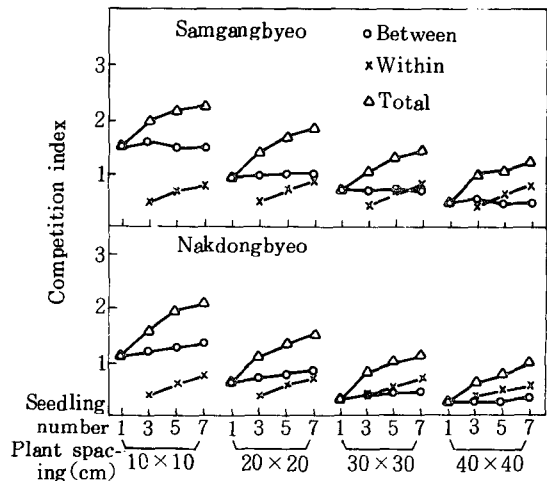 Samgangbyeo
Between
Within
Total
3
2
1
Competition index
Nakdongbyeo
3
2
1
Seedling
number
1 3 5 7 1 3 5 7 1 3 5 7 1 3 5 7
Plant spac-
ing(cm)
10×10 20×20 30×30 40×40